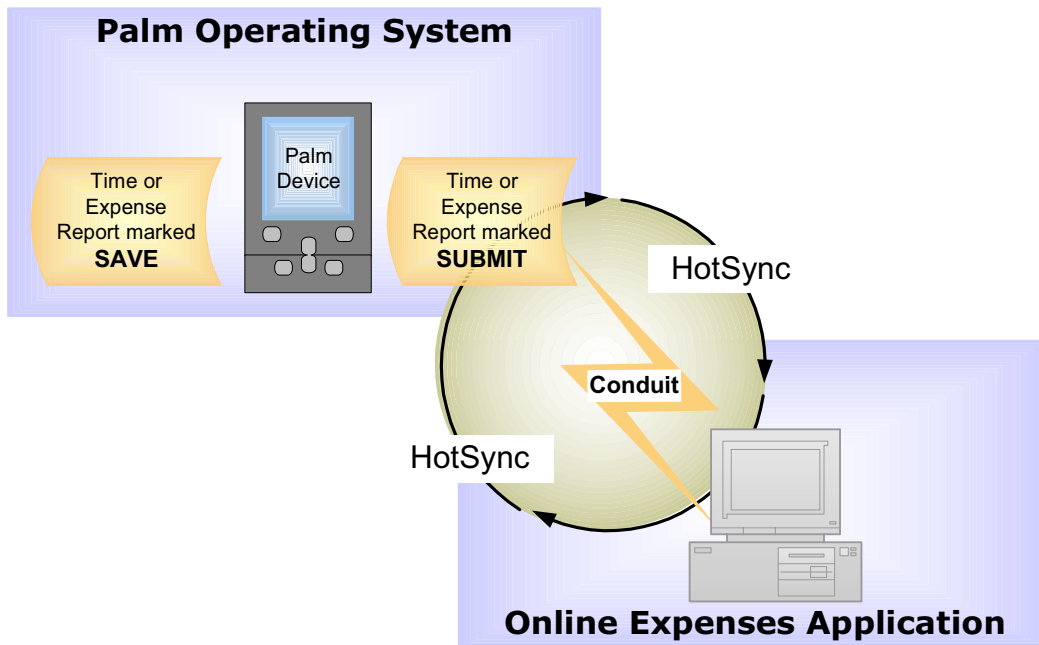 Palm Operating System
Time or
Expense
Report marked
SAVE
Palm
Device
Time or
Expense
Report marked
SUBMIT
HotSync
Conduit
HotSync
Online Expenses Application